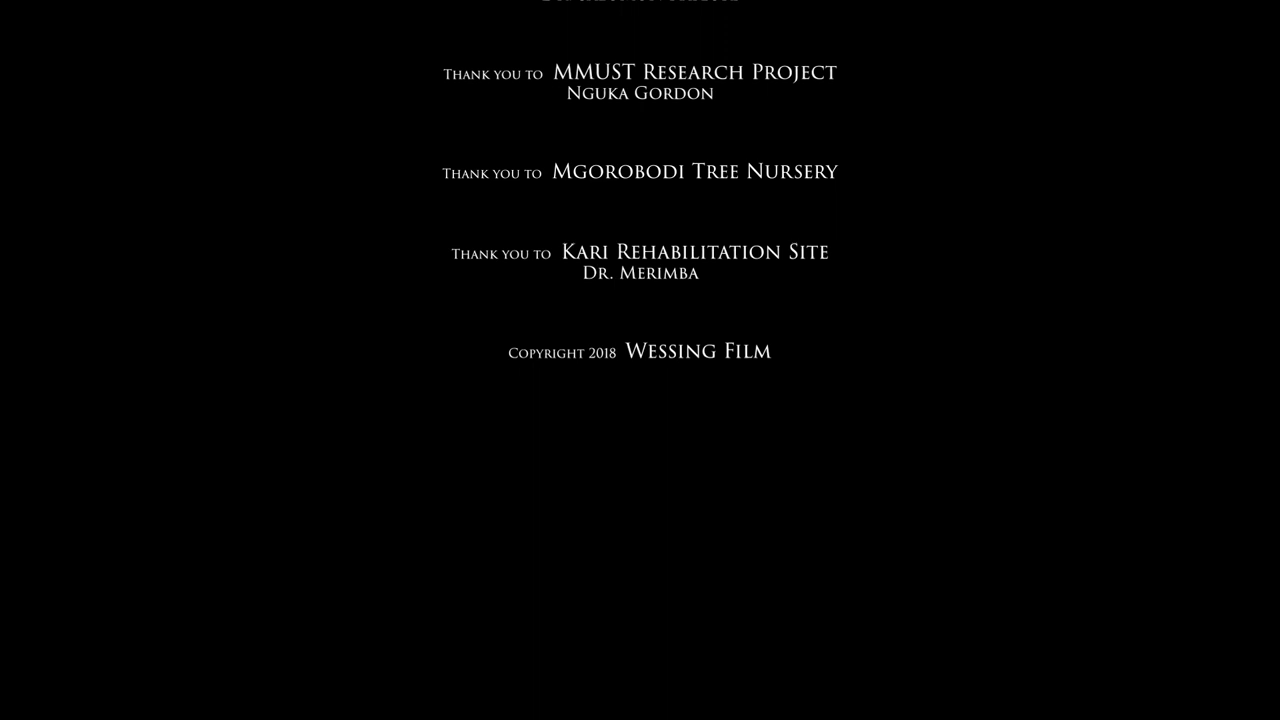 Thank you to MMUST Research Project
Nguka Gordon
Thank you to Mgorobodi Tree Nursery
Thank you to Kari Rehabilitation Site
Dr. Merimba
Copyright 2018 Wessing Film